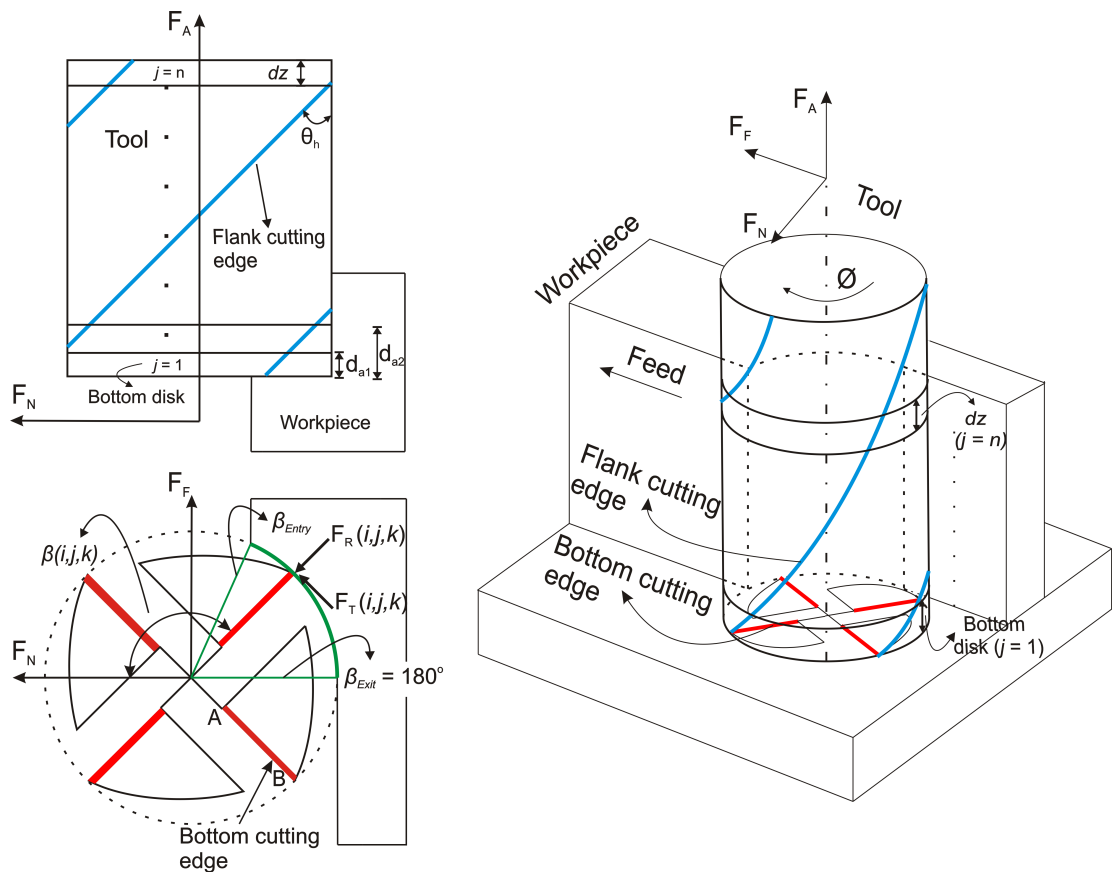 F_A
j = n
dz
Tool
θ_h
Flank cutting
edge
j = 1
d_a1
d_a2
Bottom disk
F_N
Workpiece
F_F
β(i,j,k)
β_Entry
F_R (i,j,k)
F_T (i,j,k)
F_N
β_Exit = 180°
A
B
Bottom cutting
edge
F_A
F_F
F_N
Tool
Workpiece
Ø
Feed
dz
(j = n)
Flank cutting
edge
Bottom cutting
edge
Bottom
disk (j = 1)